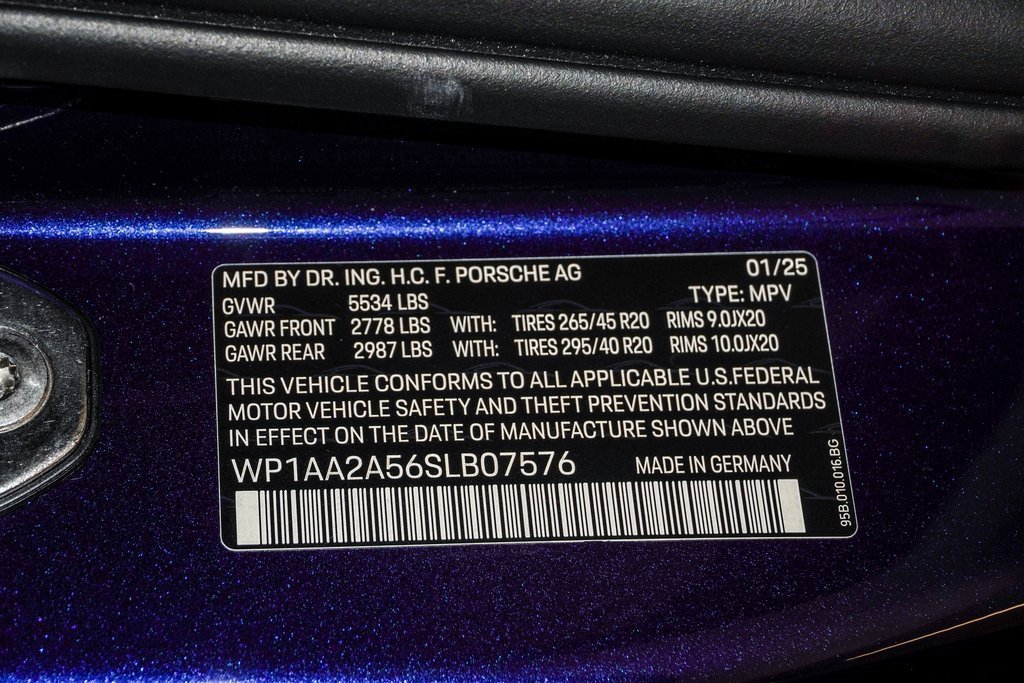 MFD BY DR. ING. H.C. F. PORSCHE AG 01/25
GVWR 5534 LBS TYPE: MPV
GAWR FRONT 2778 LBS WITH: TIRES 265/45 R20 RIMS 9.0JX20
GAWR REAR 2987 LBS WITH: TIRES 295/40 R20 RIMS 10.0JX20
THIS VEHICLE CONFORMS TO ALL APPLICABLE U.S.FEDERAL
MOTOR VEHICLE SAFETY AND THEFT PREVENTION STANDARDS
IN EFFECT ON THE DATE OF MANUFACTURE SHOWN ABOVE
WP1AA2A56SLB07576 MADE IN GERMANY
95B.010.016.BG